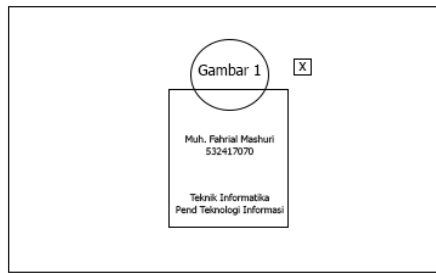 Gambar 1
X
Muh. Fahrial Mashuri
532417070
Teknik Informatika
Pend Teknologi Informasi